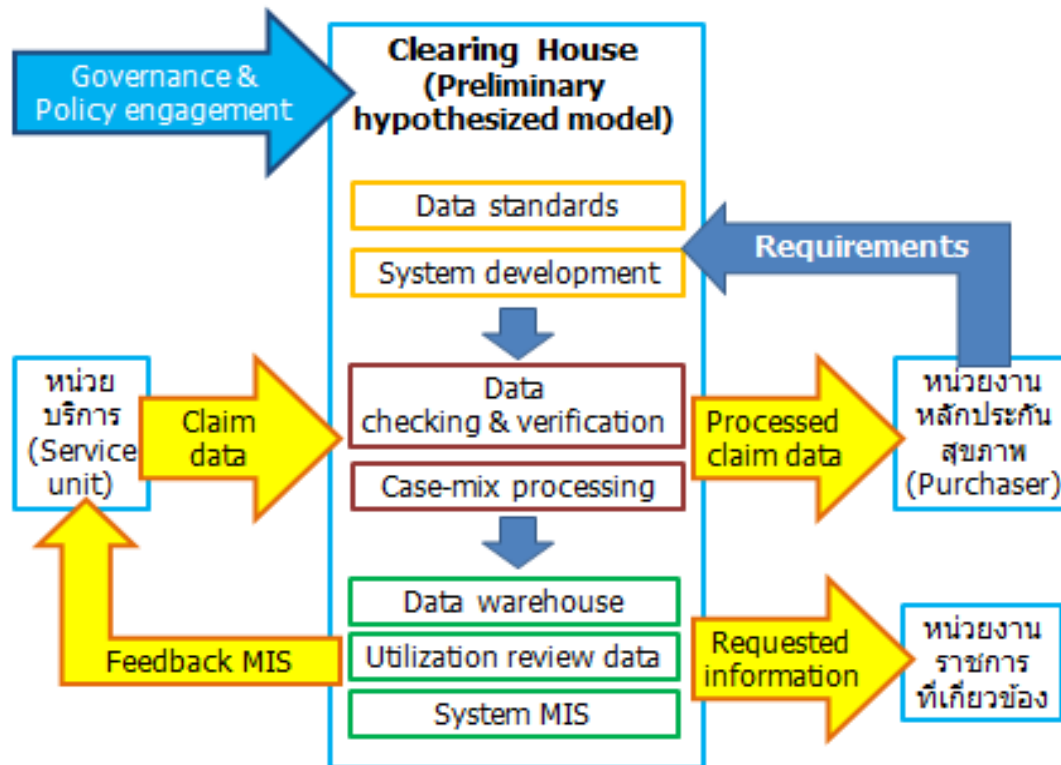 Governance &
Policy engagement
Clearing House
(Preliminary
hypothesized model)
Data standards
System development
Requirements
หน่วย
บริการ
(Service
unit)
Claim
data
Data
checking & verification
Case-mix processing
Processed
claim data
หน่วยงาน
หลักประกัน
สุขภาพ
(Purchaser)
Feedback MIS
Data warehouse
Utilization review data
System MIS
Requested
information
หน่วยงาน
ราชการ
ที่เกี่ยวข้อง